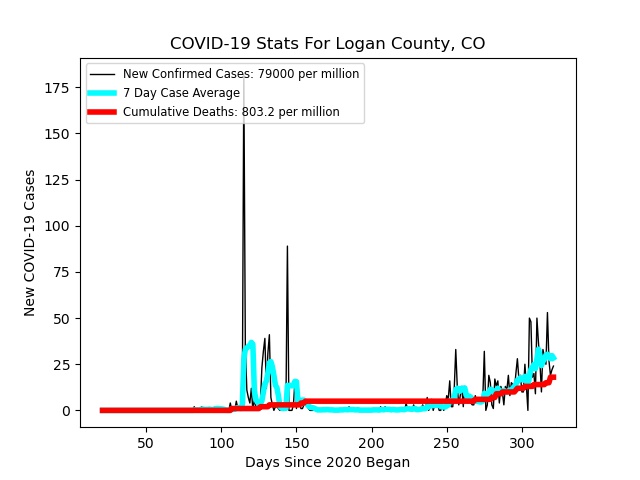 COVID-19 Stats For Logan County, CO
New Confirmed Cases: 79000 per million
7 Day Case Average
Cumulative Deaths: 803.2 per million
New COVID-19 Cases
175
150
125
100
75
50
25
0
50
100
150
200
250
300
Days Since 2020 Began